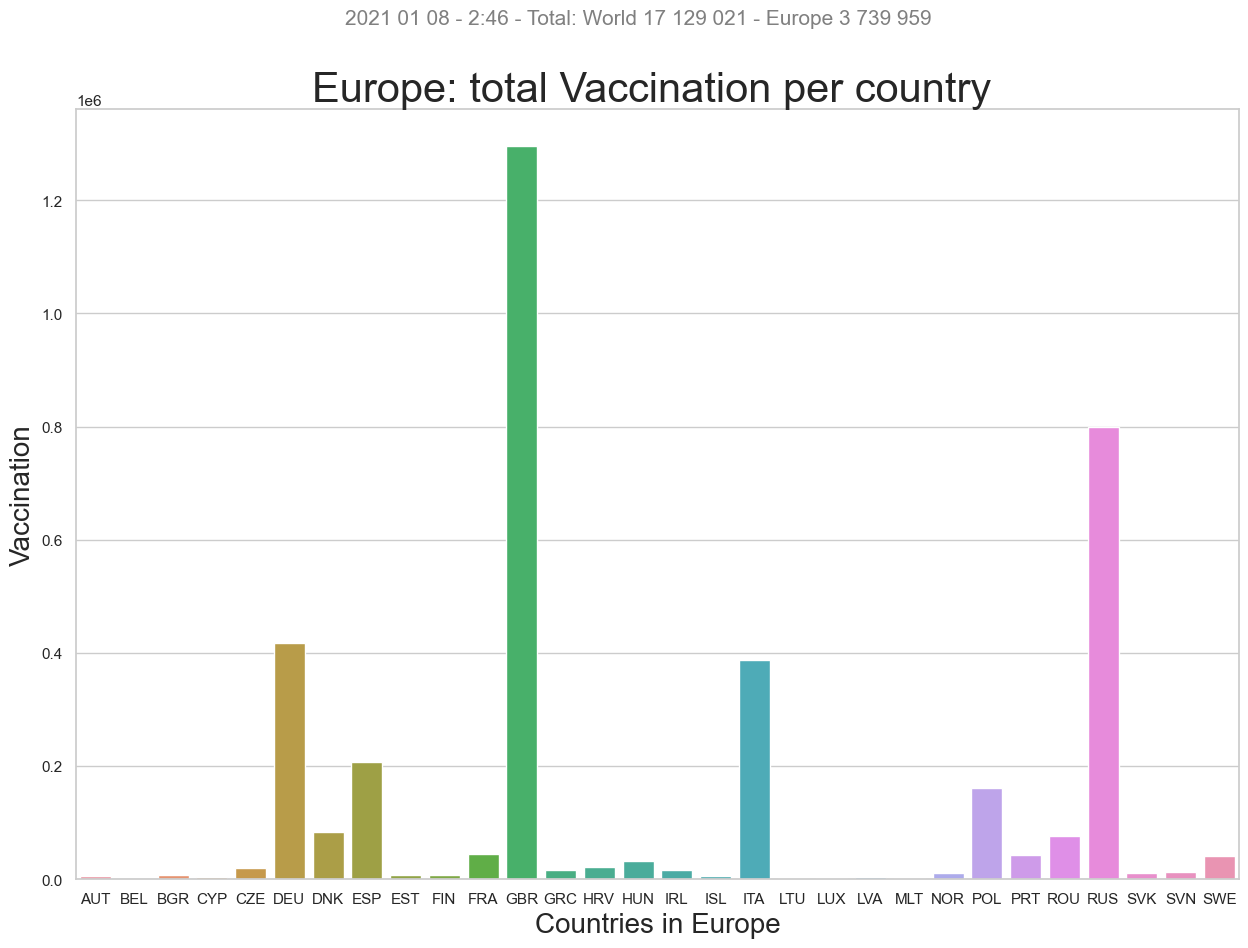 2021 01 08 - 2:46 - Total: World 17 129 021 - Europe 3 739 959
Europe: total Vaccination per country
1e6
1.2
1.0
0.8
0.6
0.4
0.2
0.0
Vaccination
AUT BEL BGR CYP CZE DEU DNK ESP EST FIN FRA GBR GRC HRV HUN IRL ISL ITA LTU LUX LVA MLT NOR POL PRT ROU RUS SVK SVN SWE
Countries in Europe